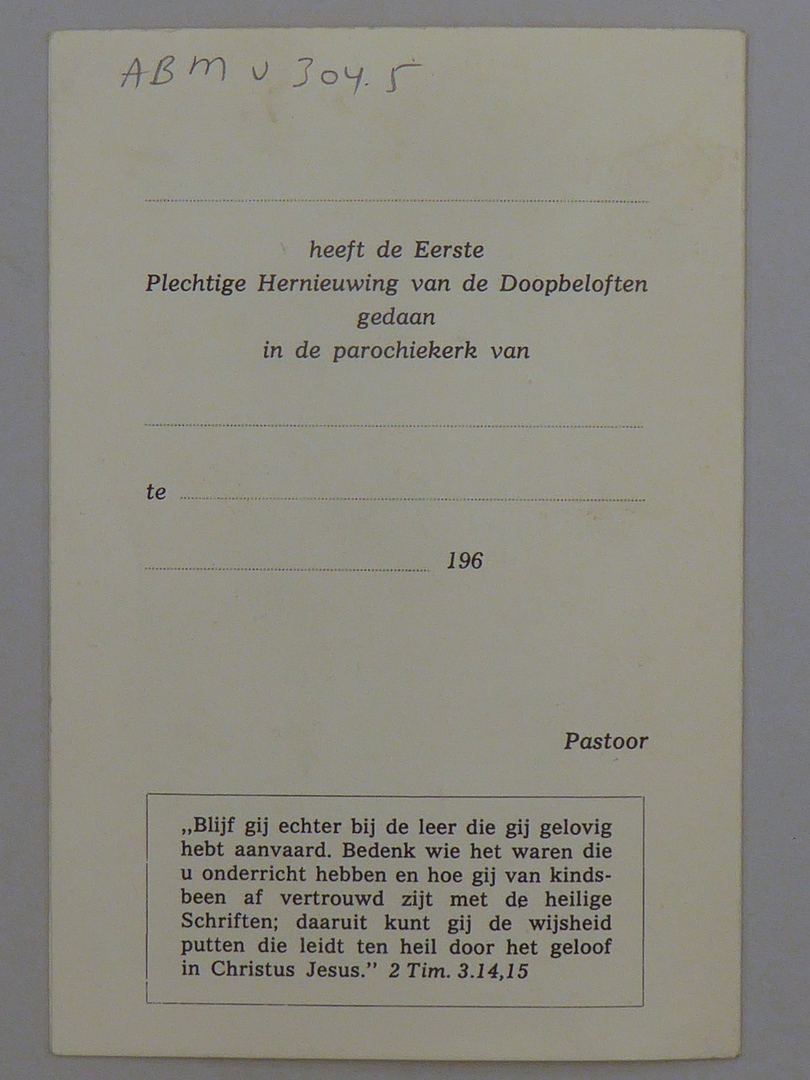 ABM v 304.5
heeft de Eerste
Plechtige Hernieuwing van de Doopbeloften
gedaan
in de parochiekerk van
te
196
Pastoor
„Blijf gij echter bij de leer die gij gelovig
hebt aanvaard. Bedenk wie het waren die
u onderricht hebben en hoe gij van kinds-
been af vertrouwd zijt met de heilige
Schriften; daaruit kunt gij de wijsheid
putten die leidt ten heil door het geloof
in Christus Jesus.” 2 Tim. 3.14,15